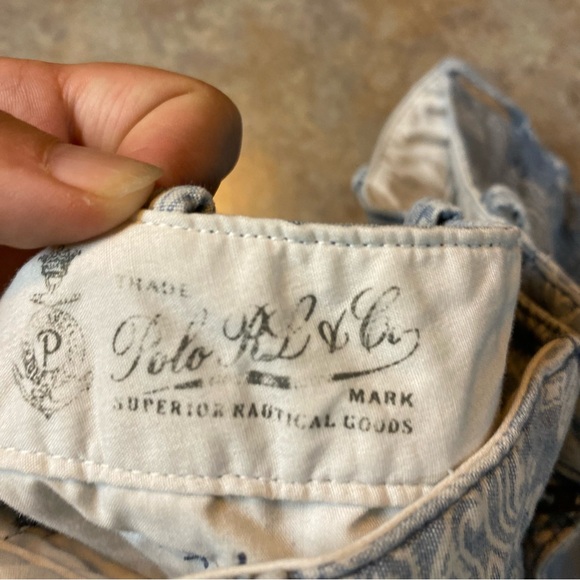 TRADE
Polo RL & Co.
MARK
SUPERIOR NAUTICAL GOODS
P